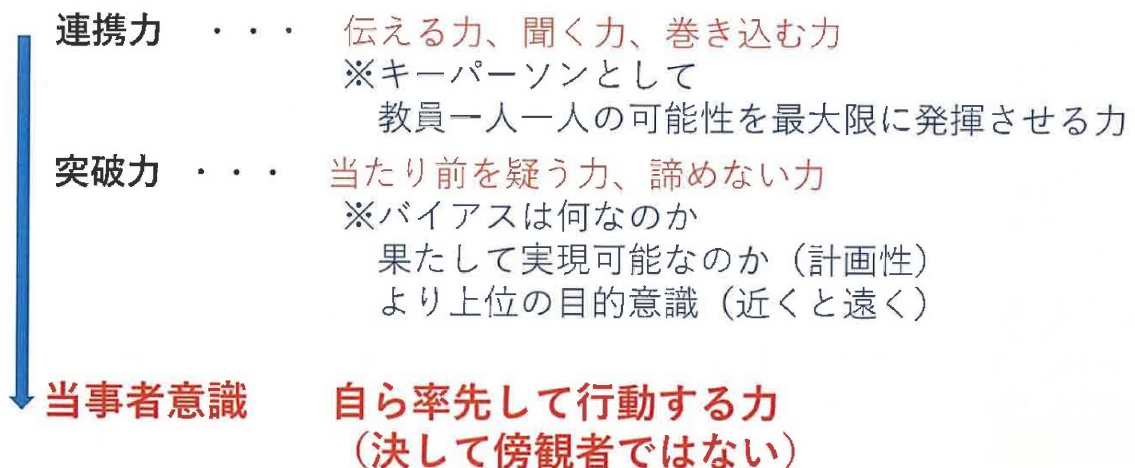 連携力 ・・・ 伝える力、聞く力、巻き込む力
※キーパーソンとして
教員一人一人の可能性を最大限に発揮させる力
突破力 ・・・ 当たり前を疑う力、諦めない力
※バイアスは何なのか
果たして実現可能なのか（計画性）
より上位の目的意識（近くと遠く）
当事者意識 自ら率先して行動する力
（決して傍観者ではない）